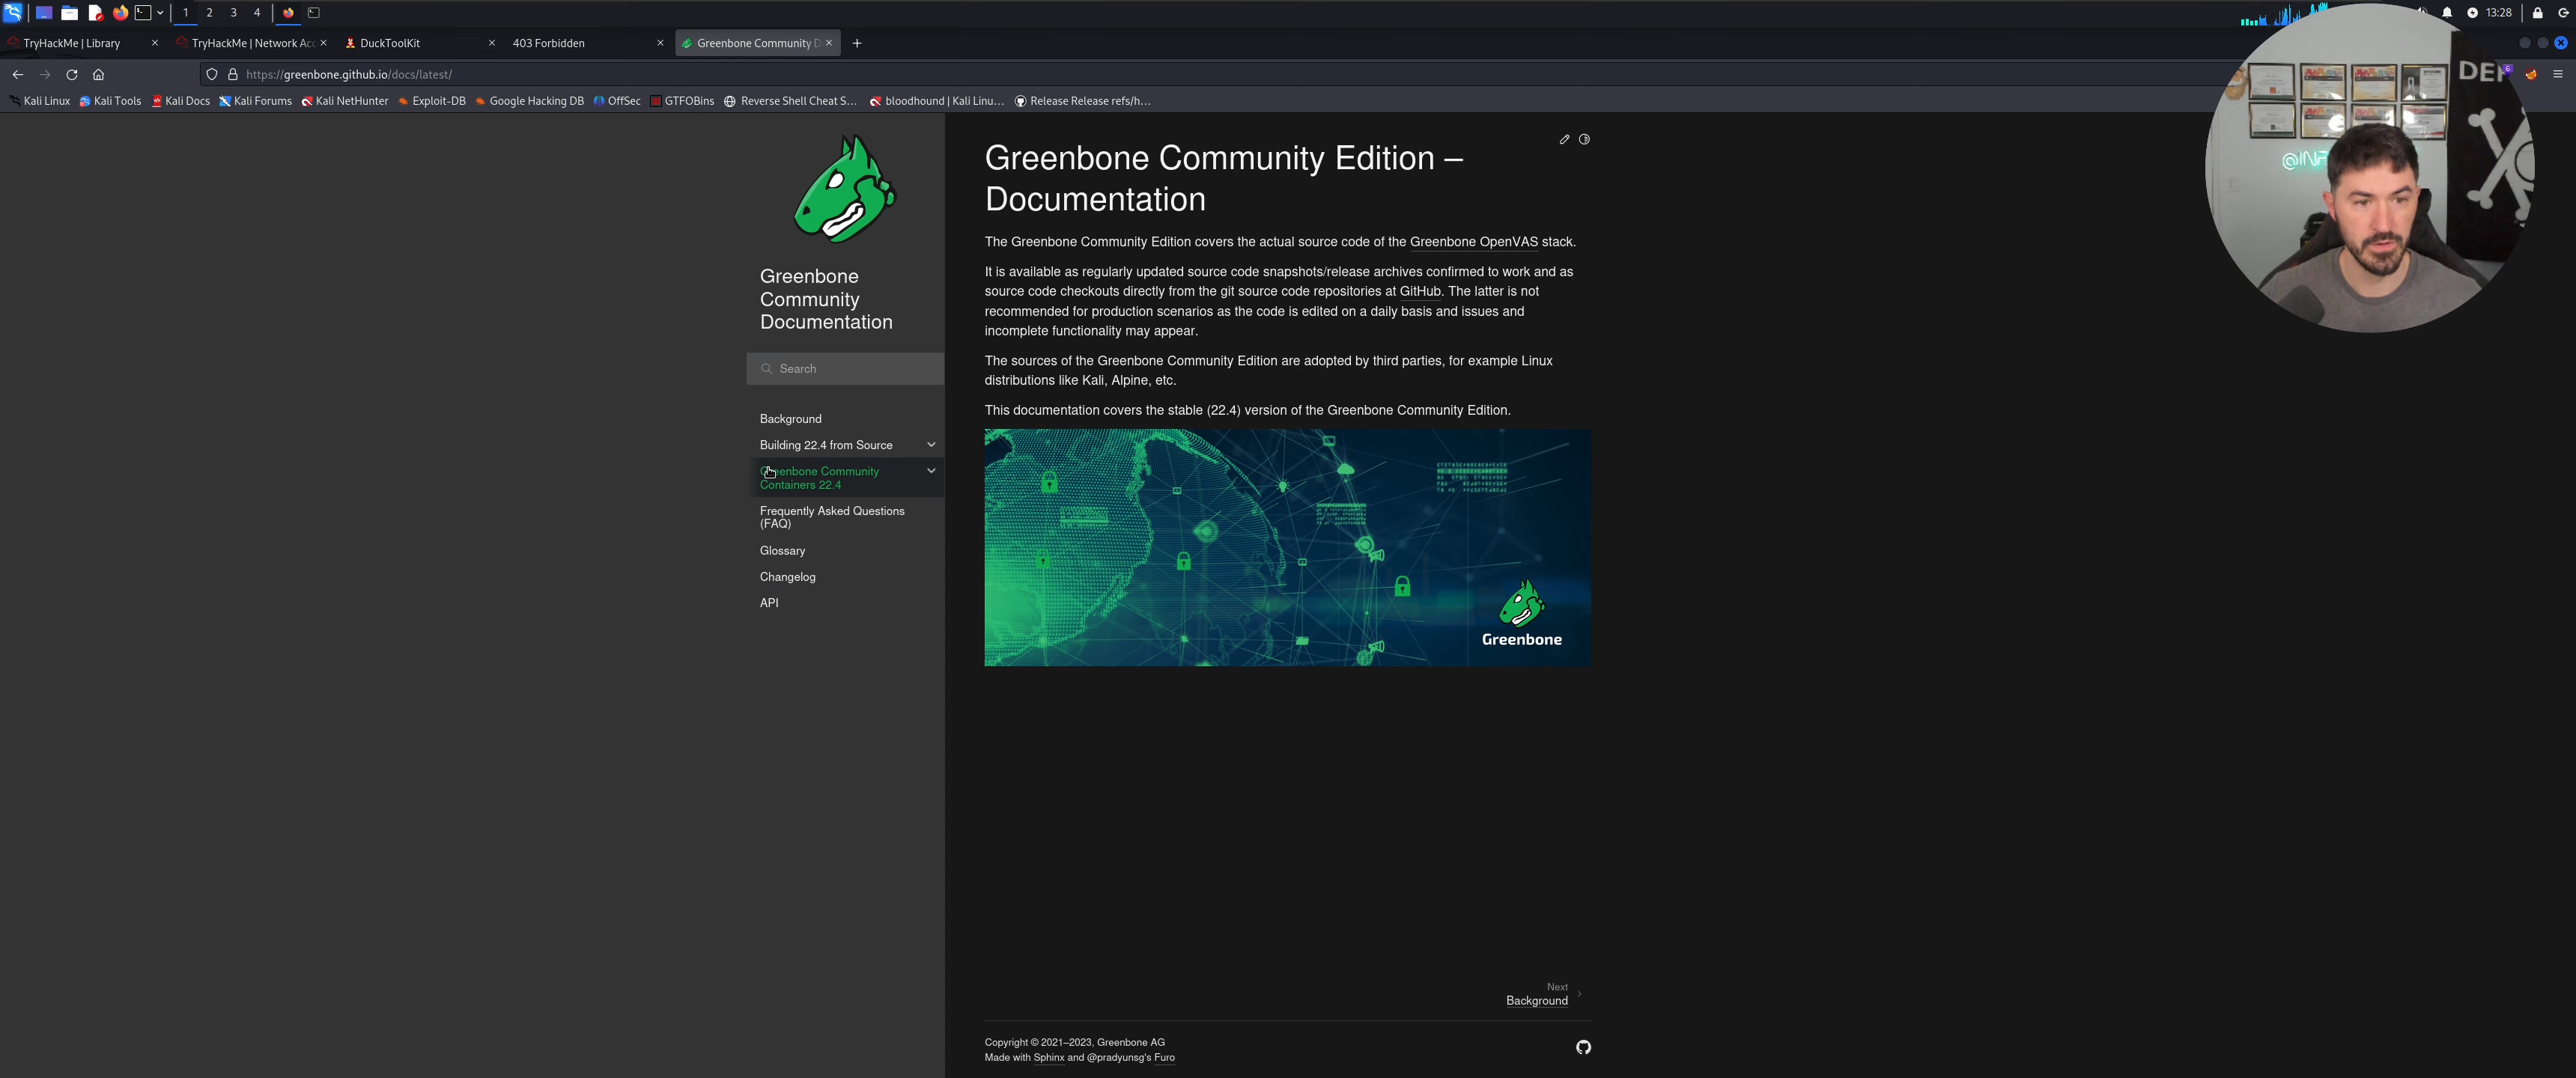 1 2 3 4
13:28
TryHackMe | Library
TryHackMe | Network Acc
DuckToolKit
403 Forbidden
Greenbone Community D
https://greenbone.github.io/docs/latest/
Kali Linux Kali Tools Kali Docs Kali Forums Kali NetHunter Exploit-DB Google Hacking DB OffSec GTFOBins Reverse Shell Cheat S… bloodhound | Kali Linu… Release Release refs/h…
6
DEF
@INF
Greenbone
Community
Documentation
Search
Background
Building 22.4 from Source
Greenbone Community
Containers 22.4
Frequently Asked Questions
(FAQ)
Glossary
Changelog
API
Greenbone Community Edition –
Documentation
The Greenbone Community Edition covers the actual source code of the Greenbone OpenVAS stack.
It is available as regularly updated source code snapshots/release archives confirmed to work and as
source code checkouts directly from the git source code repositories at GitHub. The latter is not
recommended for production scenarios as the code is edited on a daily basis and issues and
incomplete functionality may appear.
The sources of the Greenbone Community Edition are adopted by third parties, for example Linux
distributions like Kali, Alpine, etc.
This documentation covers the stable (22.4) version of the Greenbone Community Edition.
Greenbone
Next
Background
Copyright © 2021–2023, Greenbone AG
Made with Sphinx and @pradyunsg's Furo